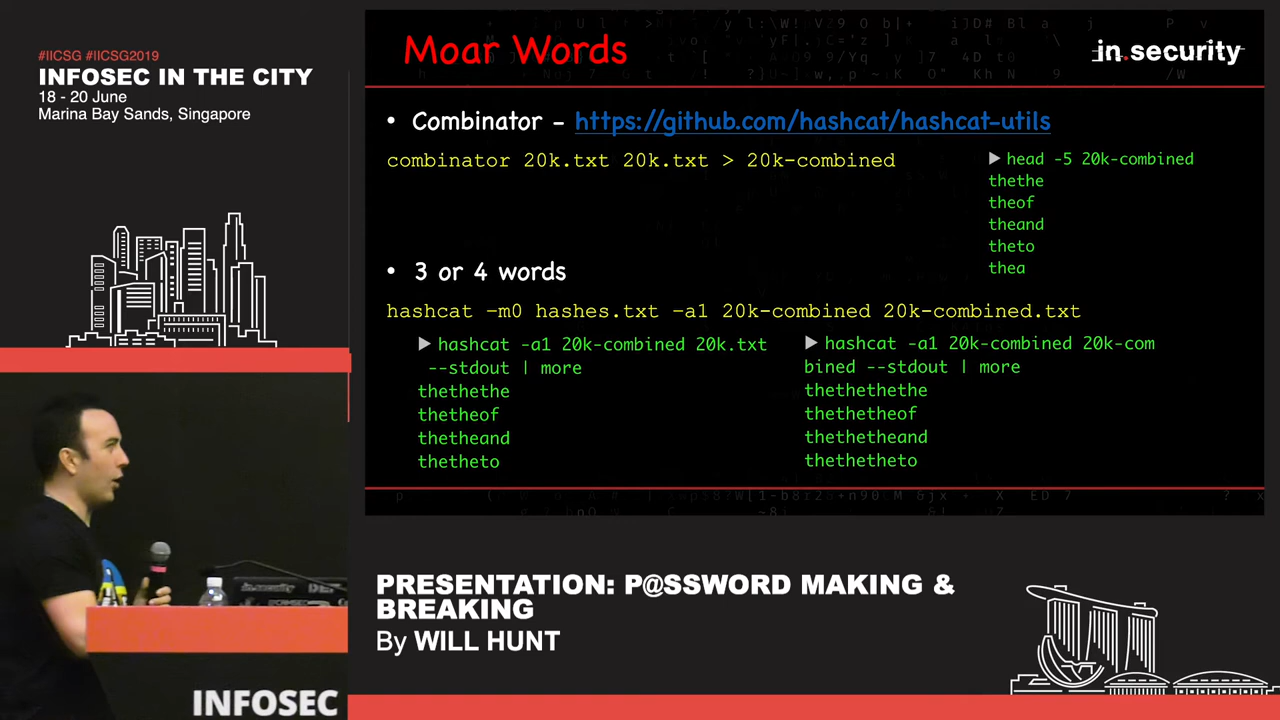 #IICSG #IICSG2019
INFOSEC IN THE CITY
18 - 20 June
Marina Bay Sands, Singapore
Moar Words
in.security
• Combinator - https://github.com/hashcat/hashcat-utils
combinator 20k.txt 20k.txt > 20k-combined
▶ head -5 20k-combined
thethe
theof
theand
theto
thea
• 3 or 4 words
hashcat –m0 hashes.txt –a1 20k-combined 20k-combined.txt
▶ hashcat -a1 20k-combined 20k.txt
--stdout | more
thethethe
thetheof
thetheand
thetheto
▶ hashcat -a1 20k-combined 20k-com
bined --stdout | more
thethethethe
thethetheof
thethetheand
thethetheto
PRESENTATION: P@SSWORD MAKING &
BREAKING
By WILL HUNT
INFOSEC